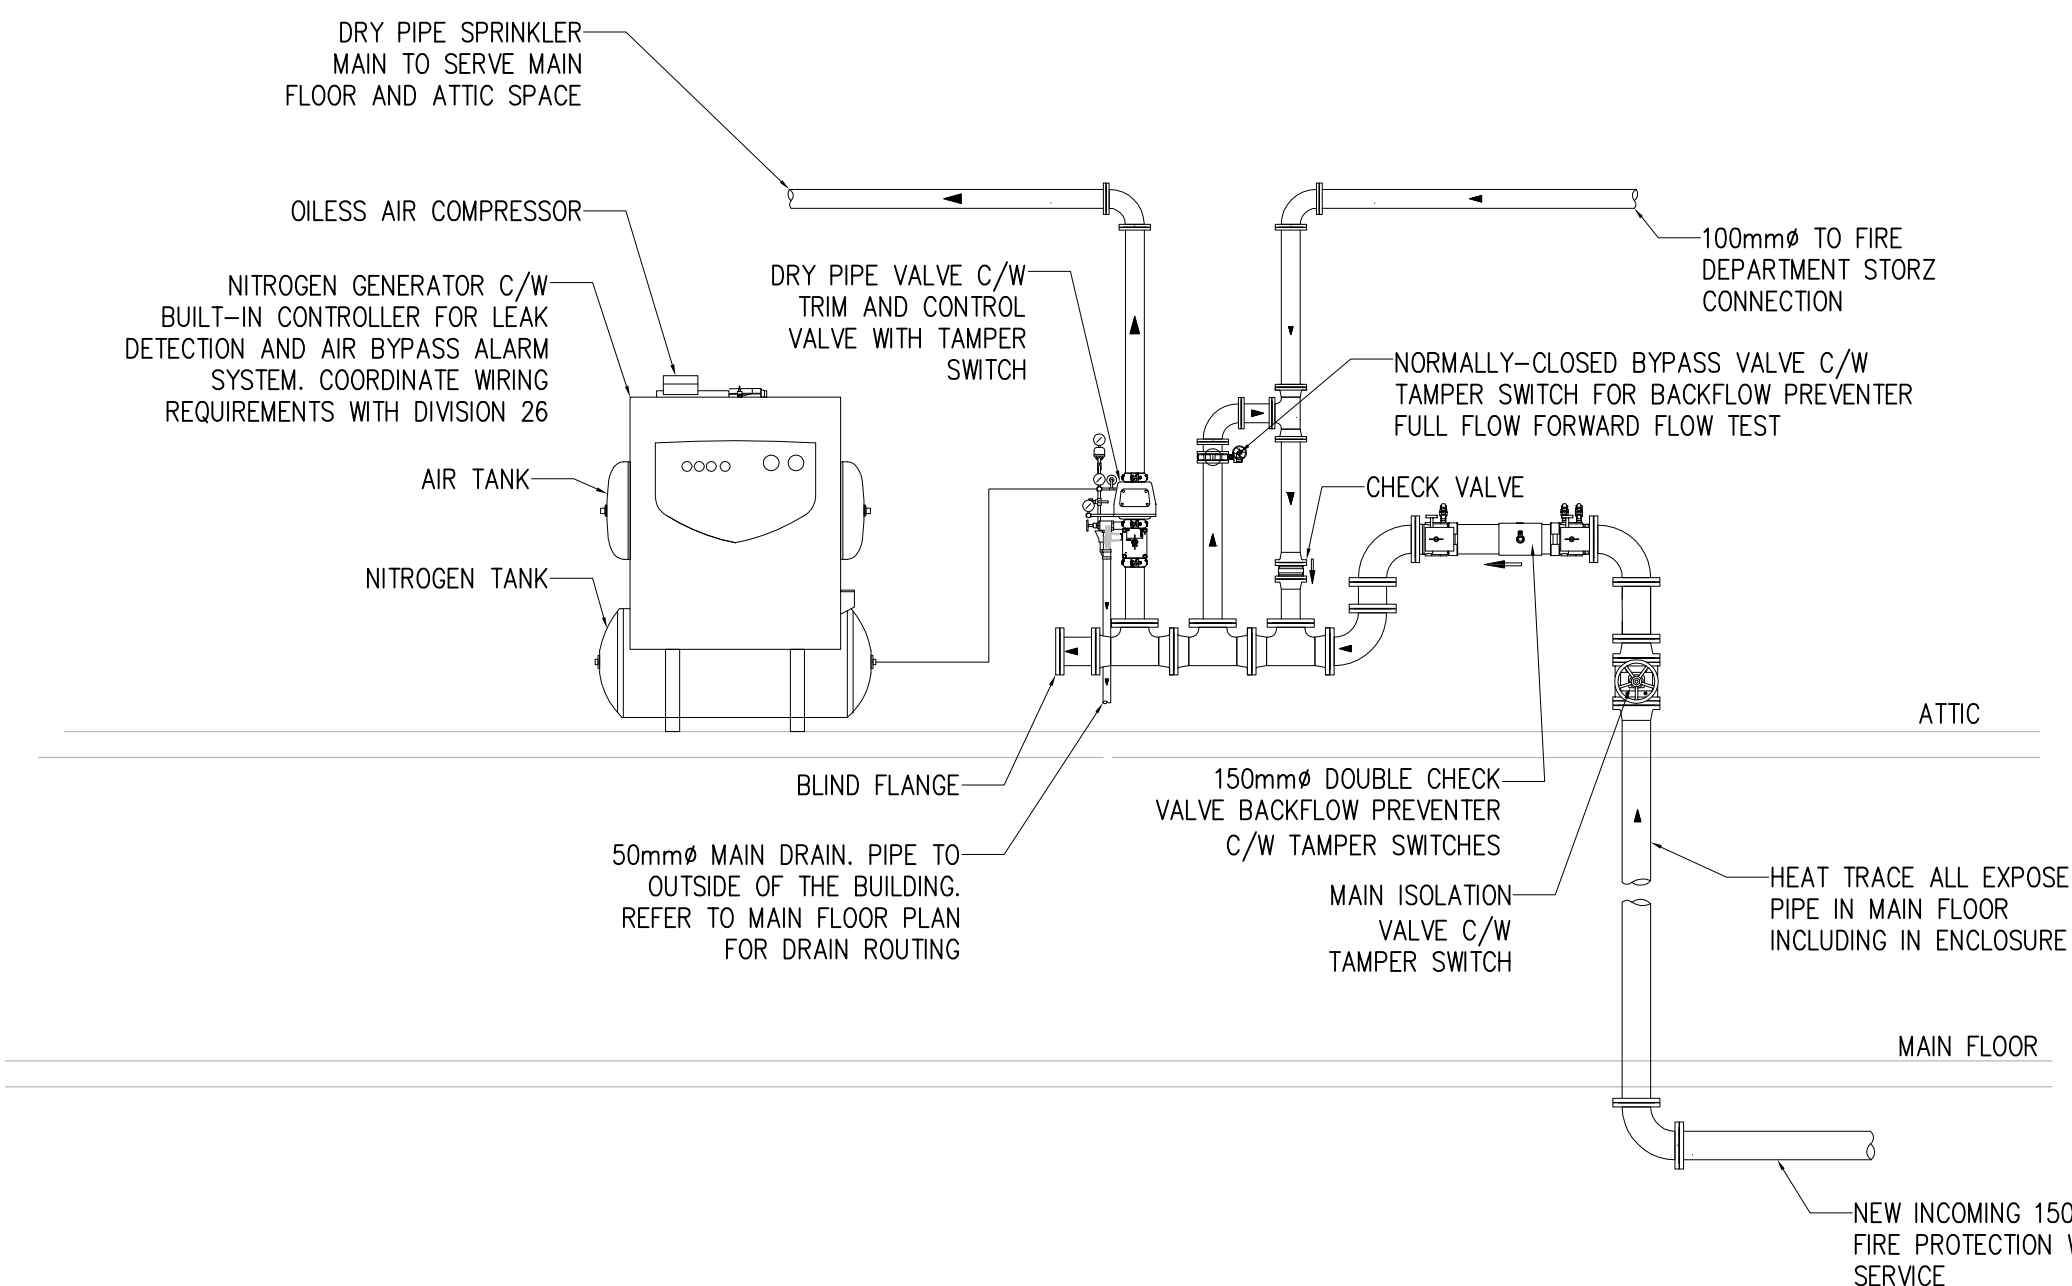 DRY PIPE SPRINKLER
MAIN TO SERVE MAIN
FLOOR AND ATTIC SPACE
OILESS AIR COMPRESSOR
NITROGEN GENERATOR C/W
BUILT-IN CONTROLLER FOR LEAK
DETECTION AND AIR BYPASS ALARM
SYSTEM. COORDINATE WIRING
REQUIREMENTS WITH DIVISION 26
AIR TANK
NITROGEN TANK
DRY PIPE VALVE C/W
TRIM AND CONTROL
VALVE WITH TAMPER
SWITCH
100mmø TO FIRE
DEPARTMENT STORZ
CONNECTION
NORMALLY-CLOSED BYPASS VALVE C/W
TAMPER SWITCH FOR BACKFLOW PREVENTER
FULL FLOW FORWARD FLOW TEST
CHECK VALVE
ATTIC
BLIND FLANGE
50mmø MAIN DRAIN. PIPE TO
OUTSIDE OF THE BUILDING.
REFER TO MAIN FLOOR PLAN
FOR DRAIN ROUTING
150mmø DOUBLE CHECK
VALVE BACKFLOW PREVENTER
C/W TAMPER SWITCHES
MAIN ISOLATION
VALVE C/W
TAMPER SWITCH
HEAT TRACE ALL EXPOSE
PIPE IN MAIN FLOOR
INCLUDING IN ENCLOSURE
MAIN FLOOR
NEW INCOMING 150
FIRE PROTECTION
SERVICE